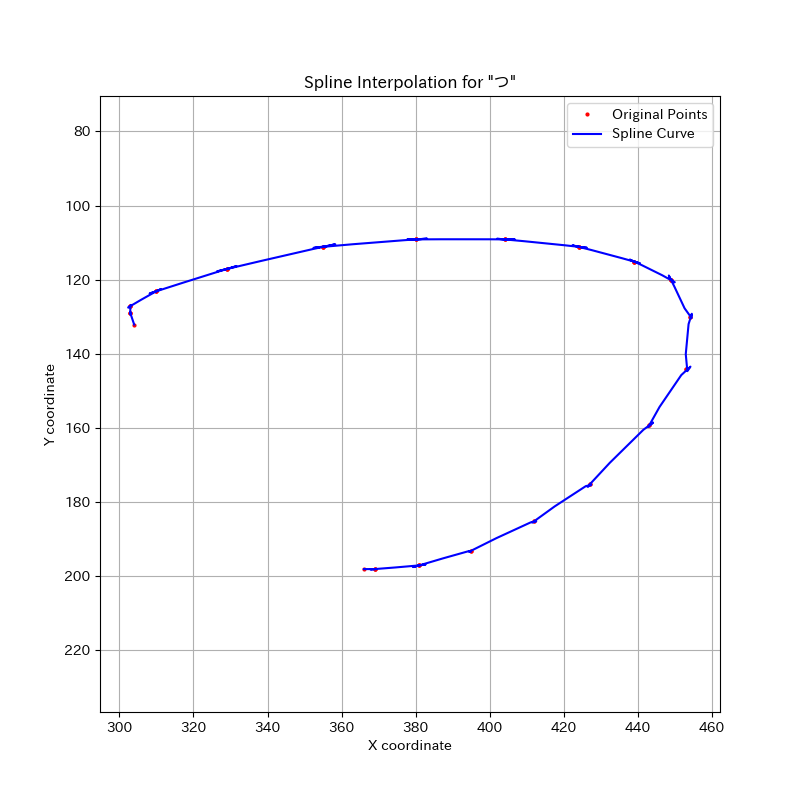 Spline Interpolation for "つ"
Original Points
Spline Curve
80
100
120
140
160
180
200
220
Y coordinate
300 320 340 360 380 400 420 440 460
X coordinate